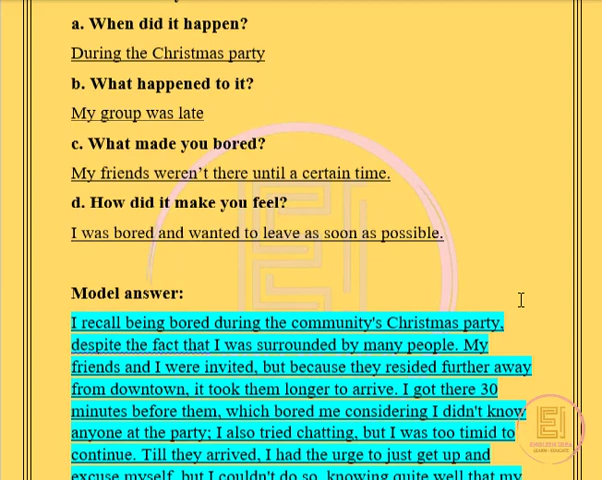 a. When did it happen?
During the Christmas party
b. What happened to it?
My group was late
c. What made you bored?
My friends weren’t there until a certain time.
d. How did it make you feel?
I was bored and wanted to leave as soon as possible.
Model answer:
I recall being bored during the community's Christmas party,
despite the fact that I was surrounded by many people. My
friends and I were invited, but because they resided further away
from downtown, it took them longer to arrive. I got there 30
minutes before them, which bored me considering I didn't know
anyone at the party; I also tried chatting, but I was too timid to
continue. Till they arrived, I had the urge to just get up and
excuse myself, but I couldn't do so, knowing quite well that my